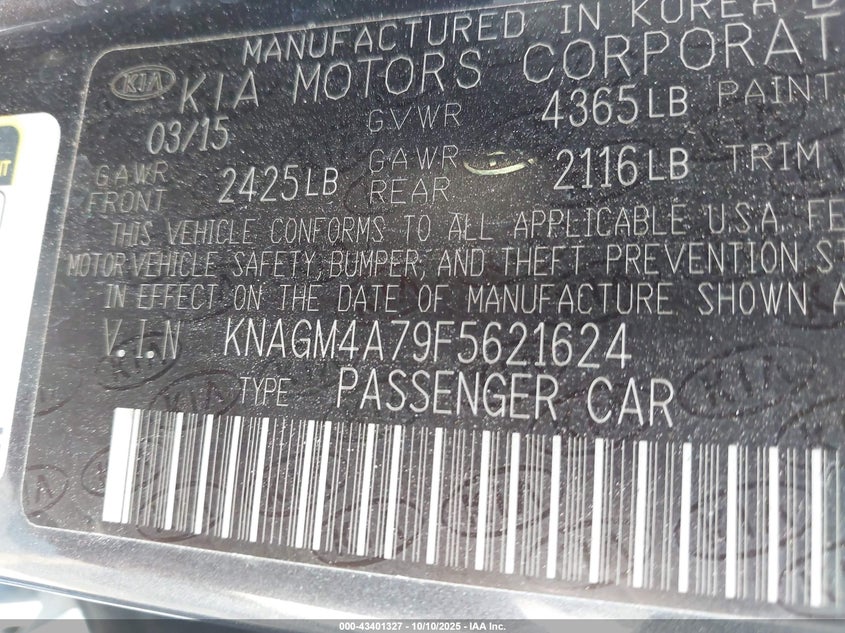 MANUFACTURED IN KOREA
KIA KIA MOTORS CORPORAT
03/15 GVWR 4365LB PAINT
GAWR FRONT 2425LB GAWR REAR 2116LB TRIM
THIS VEHICLE CONFORMS TO ALL APPLICABLE U.S.A. FE
MOTOR VEHICLE SAFETY, BUMPER, AND THEFT PREVENTION ST
IN EFFECT ON THE DATE OF MANUFACTURE SHOWN A
V.I.N KNAGM4A79F5621624
TYPE PASSENGER CAR
000-43401327 - 10/10/2025 - IAA Inc.